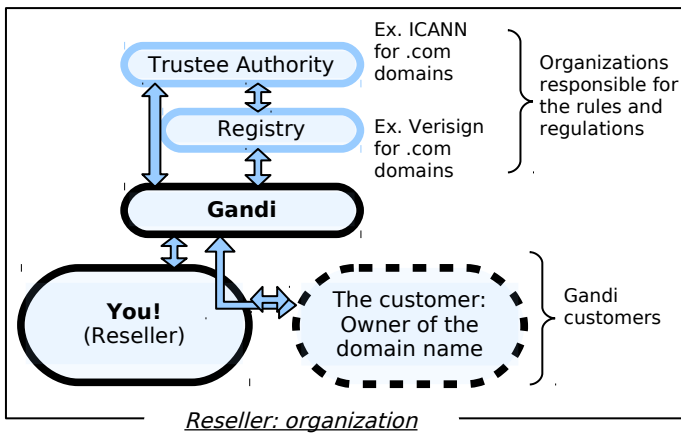 Trustee Authority
Ex. ICANN
for .com
domains
Registry
Ex. Verisign
for .com
domains
Organizations
responsible for
the rules and
regulations
Gandi
You!
(Reseller)
The customer:
Owner of the
domain name
Gandi
customers
Reseller: organization